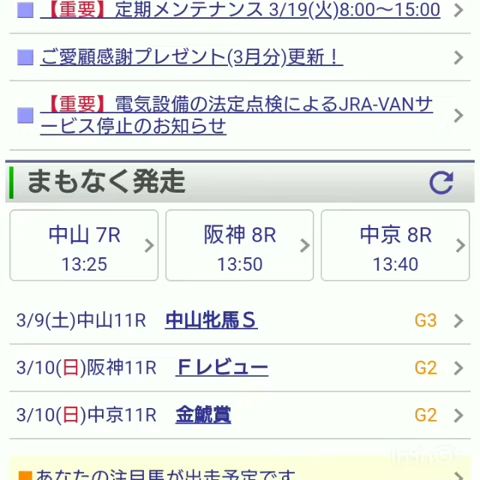 【重要】定期メンテナンス 3/19(火)8:00～15:00
ご愛顧感謝プレゼント(3月分)更新！
【重要】電気設備の法定点検によるJRA-VANサ
ービス停止のお知らせ
まもなく発走
中山 7R
13:25
阪神 8R
13:50
中京 8R
13:40
3/9(土)中山11R 中山牝馬Ｓ G3
3/10(日)阪神11R Ｆレビュー G2
3/10(日)中京11R 金鯱賞 G2
あなたの注目馬が出走予定です